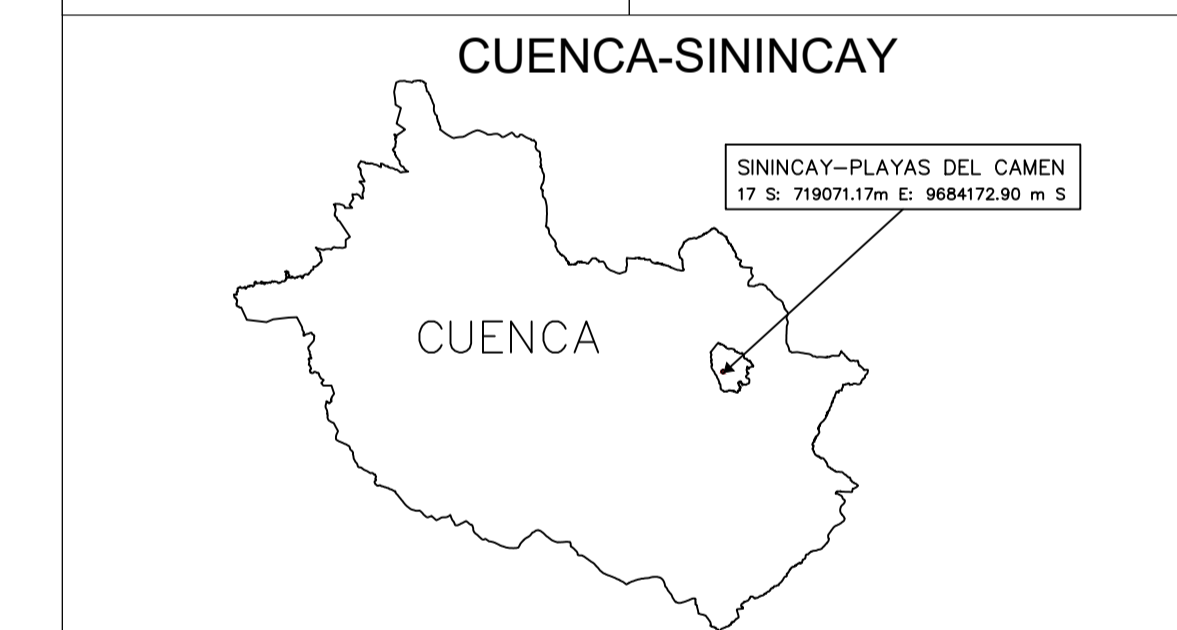 CUENCA-SININCAY
SININCAY-PLAYAS DEL CAMEN
17 S: 719071.17m E: 9684172.90 m S
CUENCA